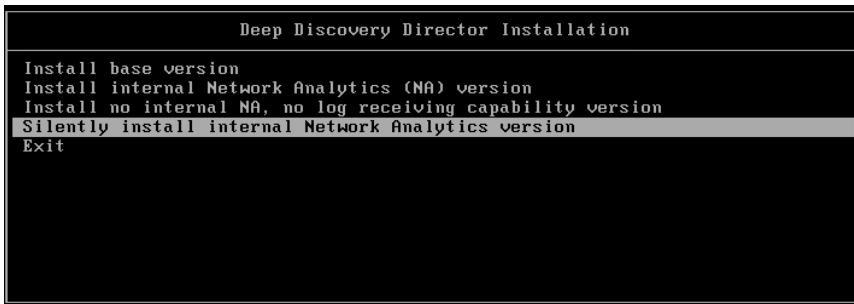 Deep Discovery Director Installation
Install base version
Install internal Network Analytics (NA) version
Install no internal NA, no log receiving capability version
Silently install internal Network Analytics version
Exit